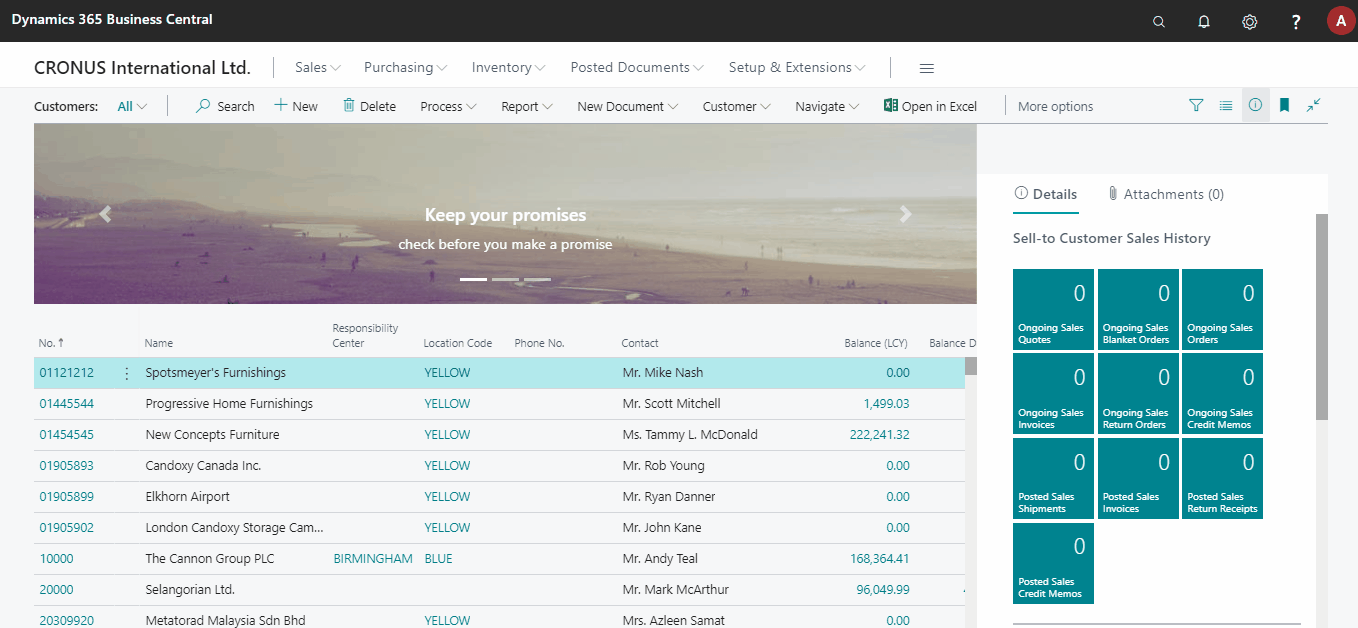 Dynamics 365 Business Central
A
CRONUS International Ltd.
Sales
Purchasing
Inventory
Posted Documents
Setup & Extensions
Customers:
All
Search
New
Delete
Process
Report
New Document
Customer
Navigate
Open in Excel
More options
Keep your promises
check before you make a promise
No.
Name
Responsibility
Center
Location Code
Phone No.
Contact
Balance (LCY)
Balance D
01121212 Spotsmeyer's Furnishings YELLOW Mr. Mike Nash 0.00
01445544 Progressive Home Furnishings YELLOW Mr. Scott Mitchell 1,499.03
01454545 New Concepts Furniture YELLOW Ms. Tammy L. McDonald 222,241.32
01905893 Candoxy Canada Inc. YELLOW Mr. Rob Young 0.00
01905899 Elkhorn Airport YELLOW Mr. Ryan Danner 0.00
01905902 London Candoxy Storage Cam... YELLOW Mr. John Kane 0.00
10000 The Cannon Group PLC BIRMINGHAM BLUE Mr. Andy Teal 168,364.41
20000 Selangorian Ltd. Mr. Mark McArthur 96,049.99
20309920 Metatorad Malaysia Sdn Bhd YELLOW Mrs. Azleen Samat 0.00
Details
Attachments (0)
Sell-to Customer Sales History
0
Ongoing Sales
Quotes
0
Ongoing Sales
Blanket Orders
0
Ongoing Sales
Orders
0
Ongoing Sales
Invoices
0
Ongoing Sales
Return Orders
0
Ongoing Sales
Credit Memos
0
Posted Sales
Shipments
0
Posted Sales
Invoices
0
Posted Sales
Return Receipts
0
Posted Sales
Credit Memos